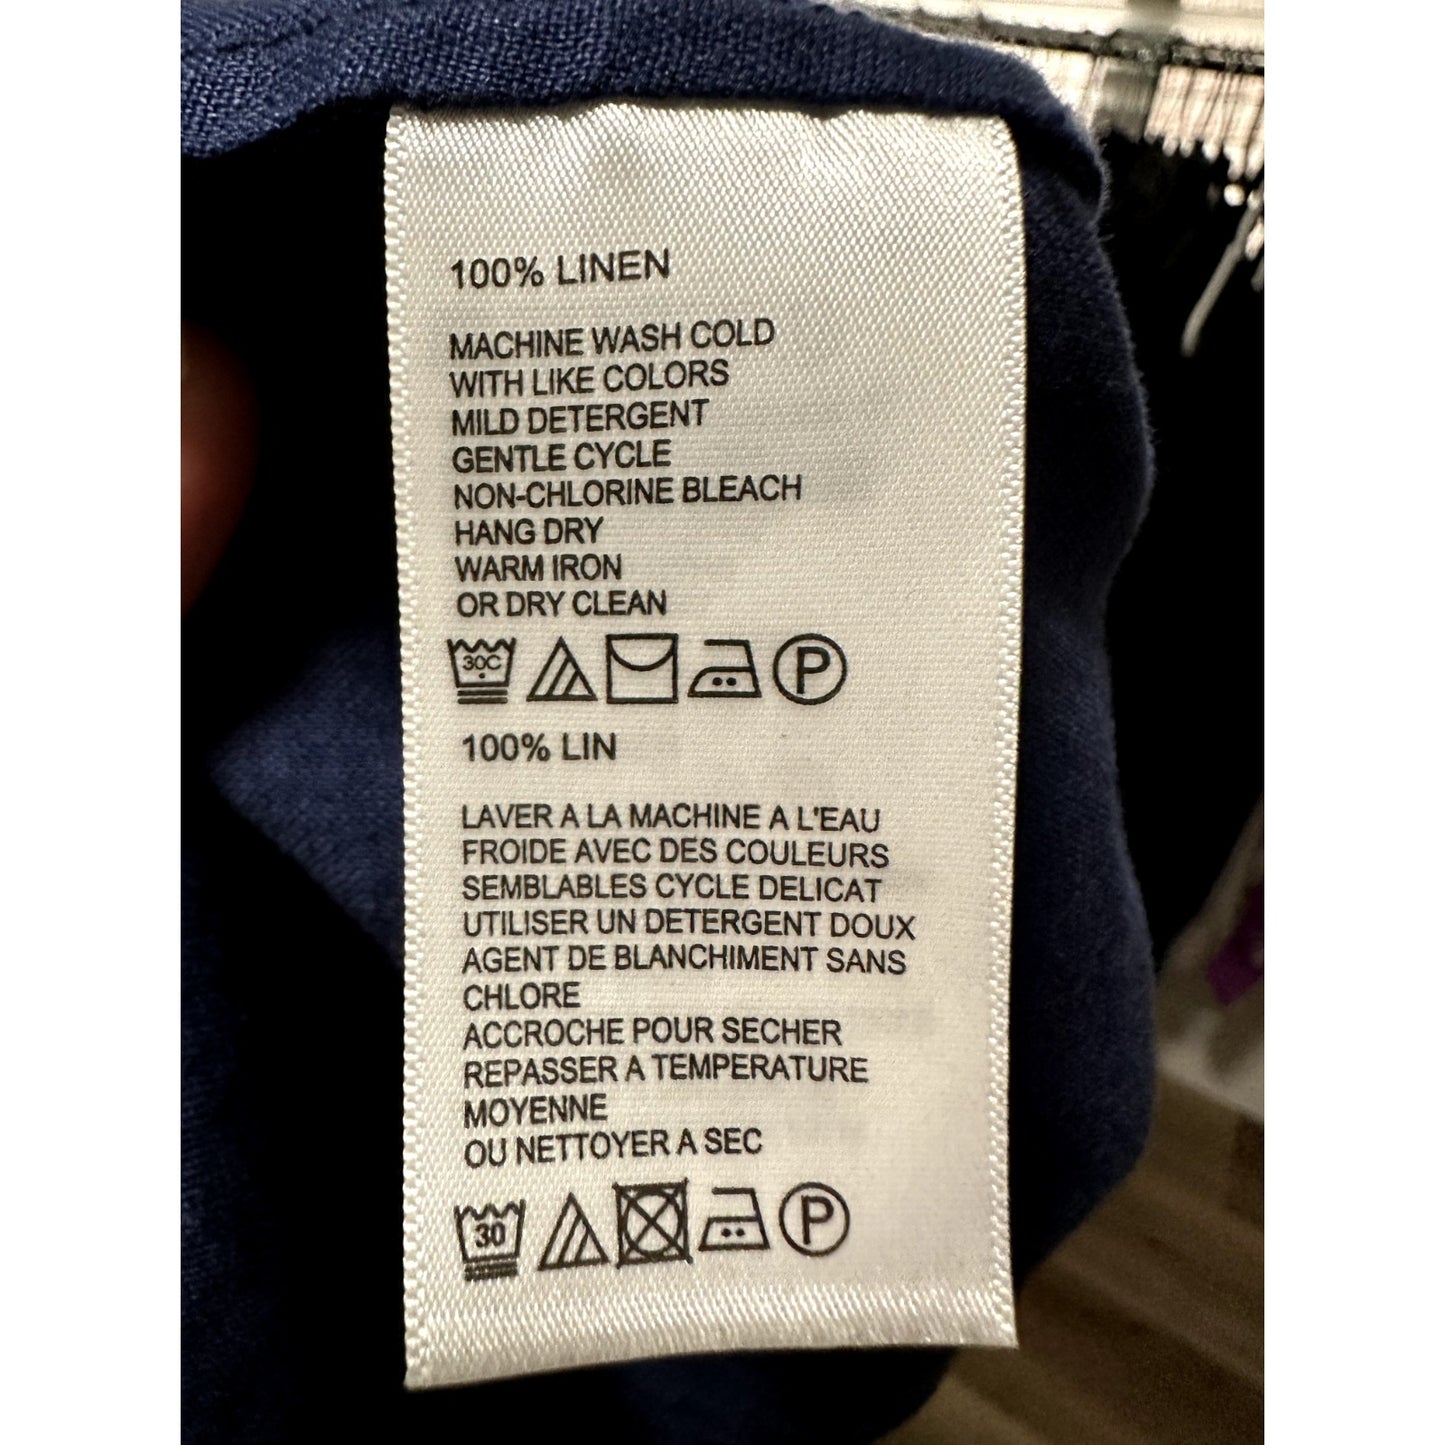 100% LINEN
MACHINE WASH COLD
WITH LIKE COLORS
MILD DETERGENT
GENTLE CYCLE
NON-CHLORINE BLEACH
HANG DRY
WARM IRON
OR DRY CLEAN
30C P
100% LIN
LAVER A LA MACHINE A L'EAU
FROIDE AVEC DES COULEURS
SEMBLABLES CYCLE DELICAT
UTILISER UN DETERGENT DOUX
AGENT DE BLANCHIMENT SANS
CHLORE
ACCROCHE POUR SECHER
REPASSER A TEMPERATURE
MOYENNE
OU NETTOYER A SEC
30 P